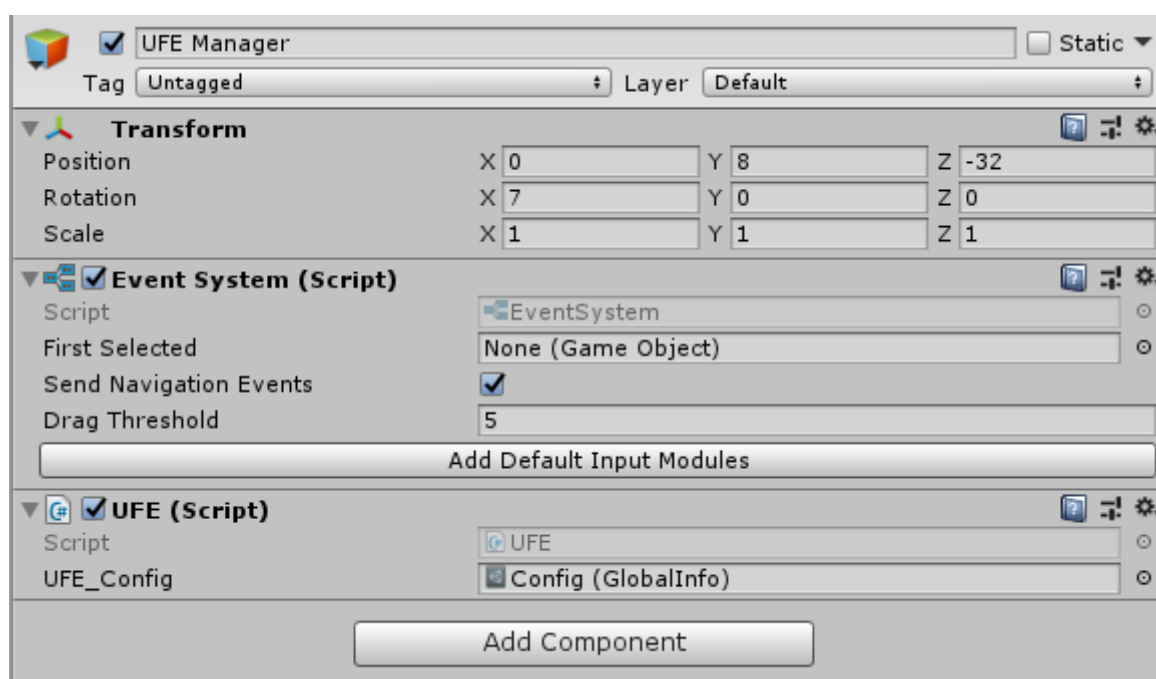 UFE Manager Static
Tag Untagged Layer Default
Transform
Position X 0 Y 8 Z -32
Rotation X 7 Y 0 Z 0
Scale X 1 Y 1 Z 1
Event System (Script)
Script EventSystem
First Selected None (Game Object)
Send Navigation Events
Drag Threshold 5
Add Default Input Modules
UFE (Script)
Script UFE
UFE_Config Config (GlobalInfo)
Add Component